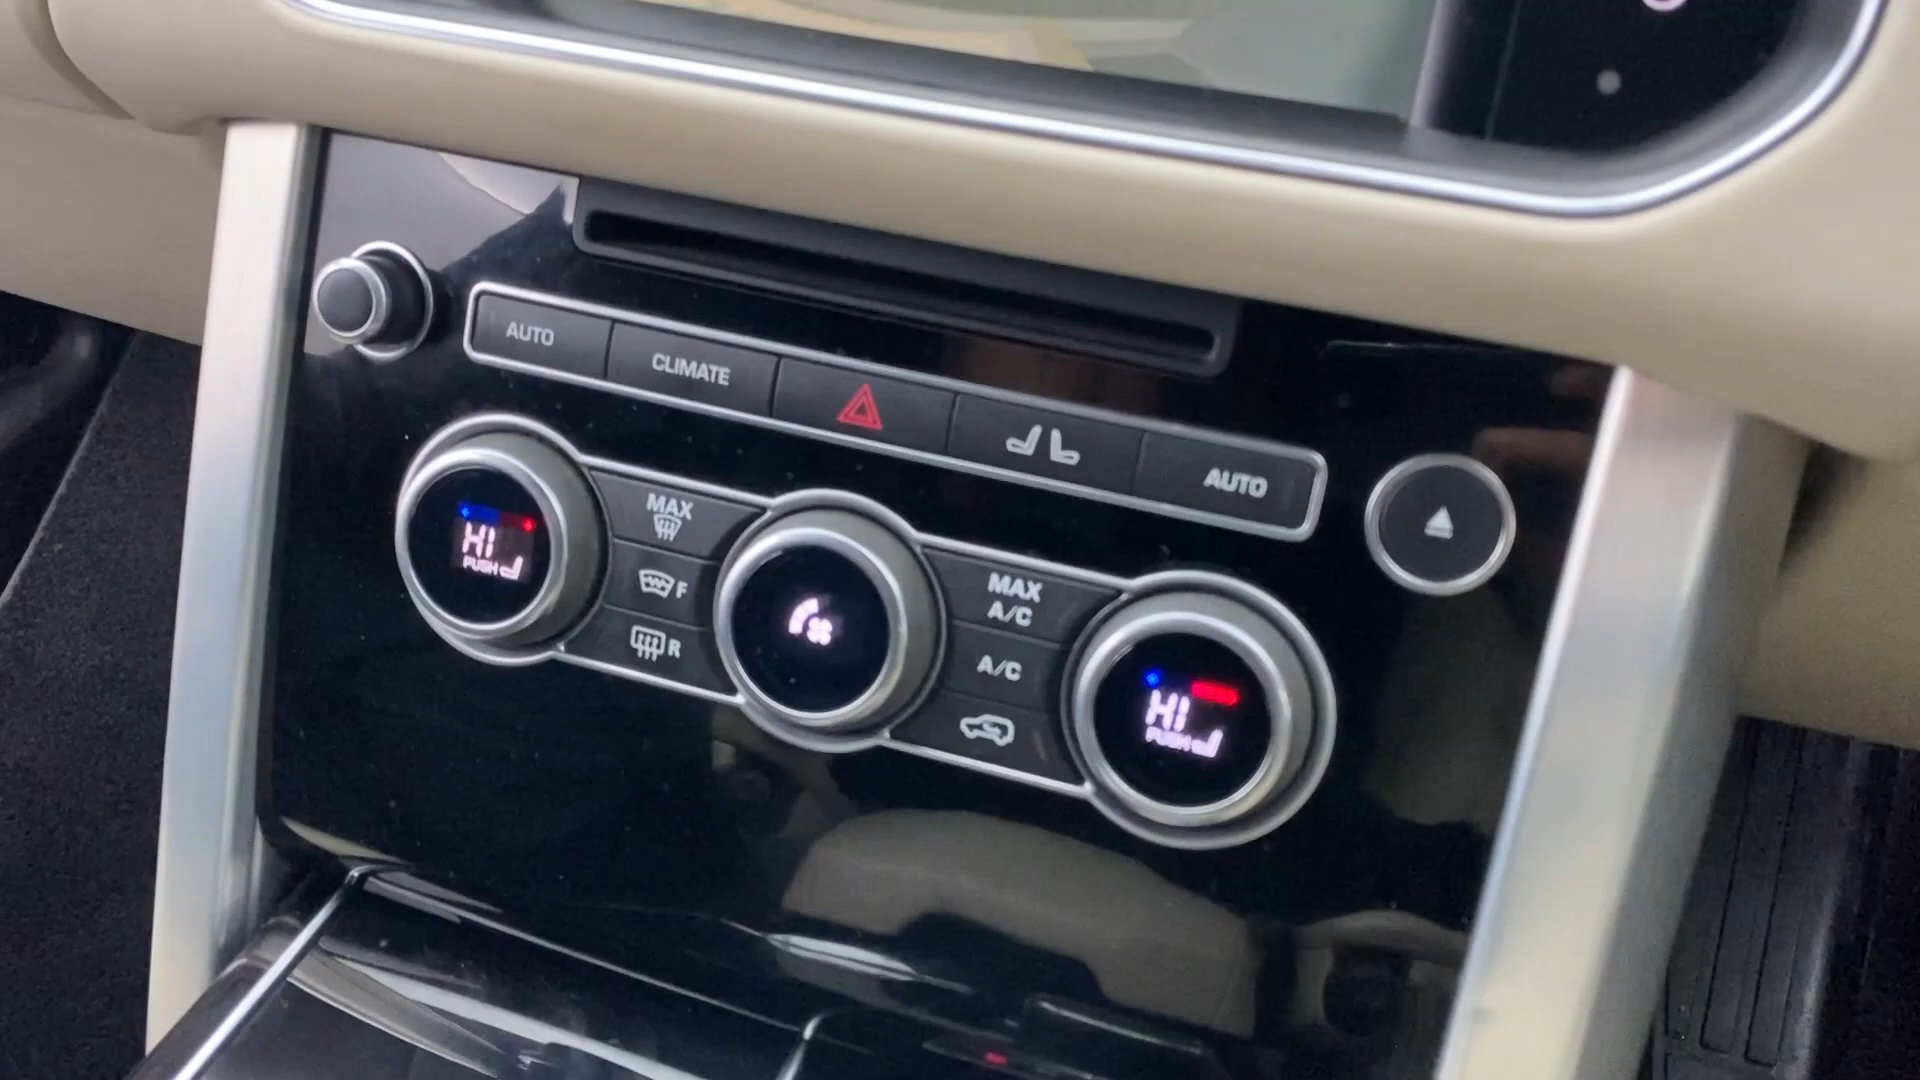 AUTO
CLIMATE
AUTO
HI
PUSH
MAX
F
R
MAX
A/C
A/C
HI
PUSH